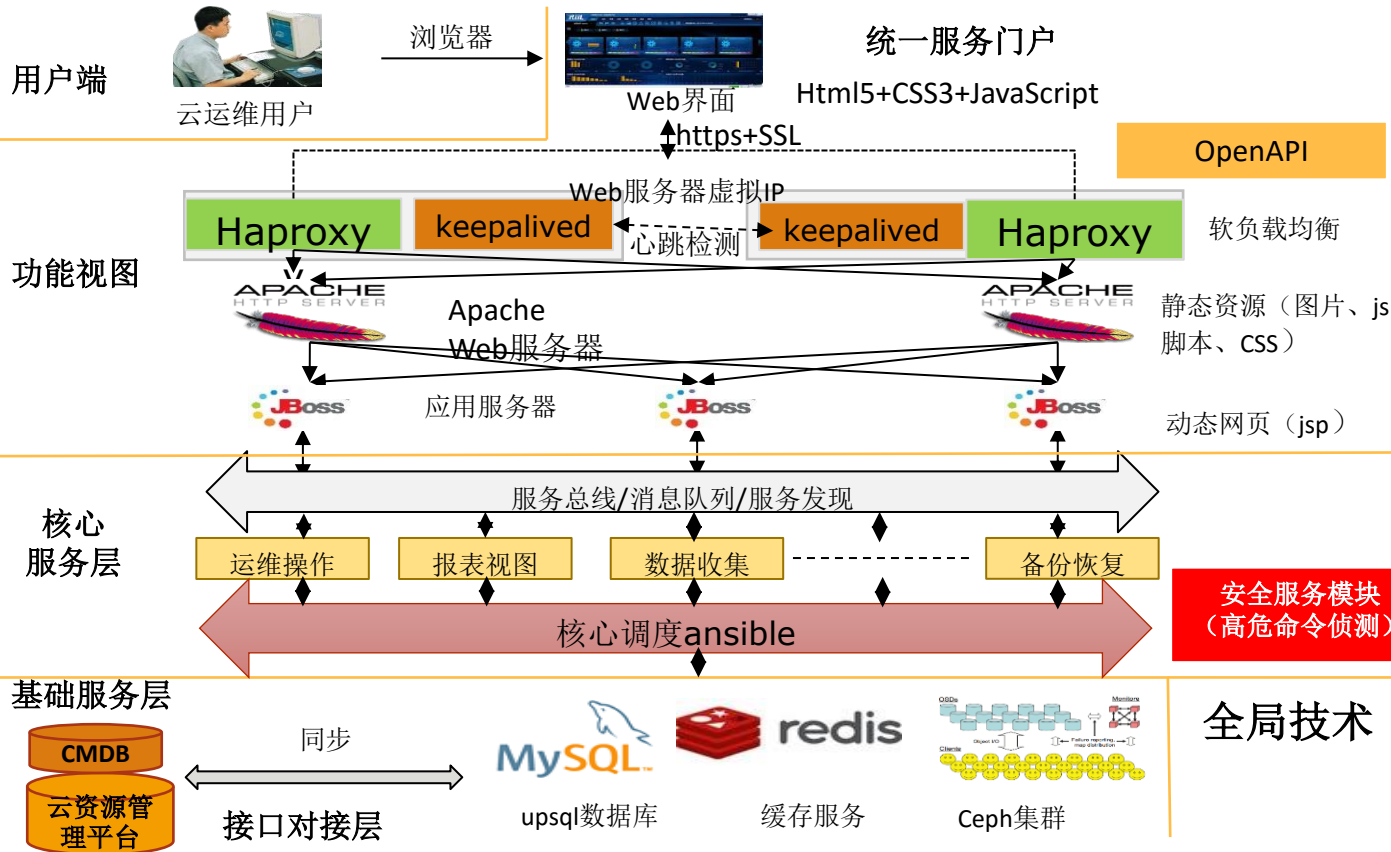 用户端
浏览器
云运维用户
Web界面
统一服务门户
Html5+CSS3+JavaScript
https+SSL
OpenAPI
Web服务器虚拟IP
Haproxy
keepalived
心跳检测
keepalived
Haproxy
软负载均衡
功能视图
APACHE
HTTP SERVER
Apache
Web服务器
APACHE
HTTP SERVER
静态资源（图片、js
脚本、CSS）
JBoss
应用服务器
JBoss
JBoss
动态网页（jsp）
核心
服务层
服务总线/消息队列/服务发现
运维操作
报表视图
数据收集
备份恢复
核心调度ansible
安全服务模块
（高危命令侦测）
基础服务层
CMDB
云资源管
理平台
同步
接口对接层
MySQL
upsql数据库
redis
缓存服务
OSDs
Monitors
Object I/O
Failure reporting,
map distribution
Clients
Ceph集群
全局技术